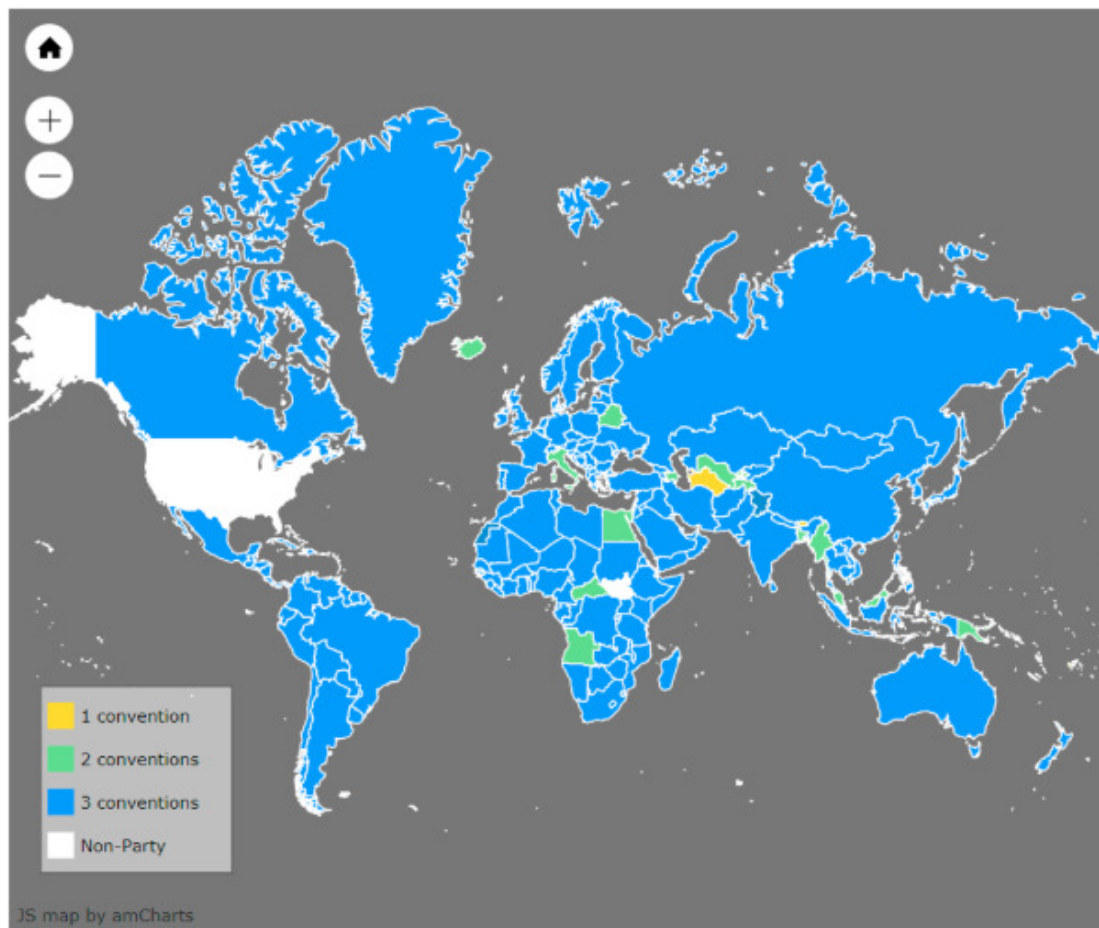 1 convention
2 conventions
3 conventions
Non-Party
JS map by amCharts